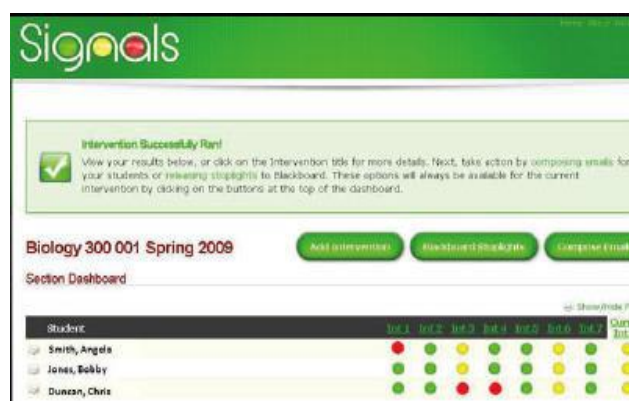 Signals
Intervention Successfully Ran!
View your results below, or click on the Intervention title for more details. Next, take action by composing emails for
your students or releasing stoplights to Blackboard. These options will always be available for the current
intervention by clicking on the buttons at the top of the dashboard.
Biology 300 001 Spring 2009
Add Intervention Blackboard Stoplights Compose Email
Section Dashboard
Show/Hide
Student Int.1 Int.2 Int.3 Int.4 Int.5 Int.6 Int.7
Smith, Angela
Jones, Bobby
Duncan, Chris